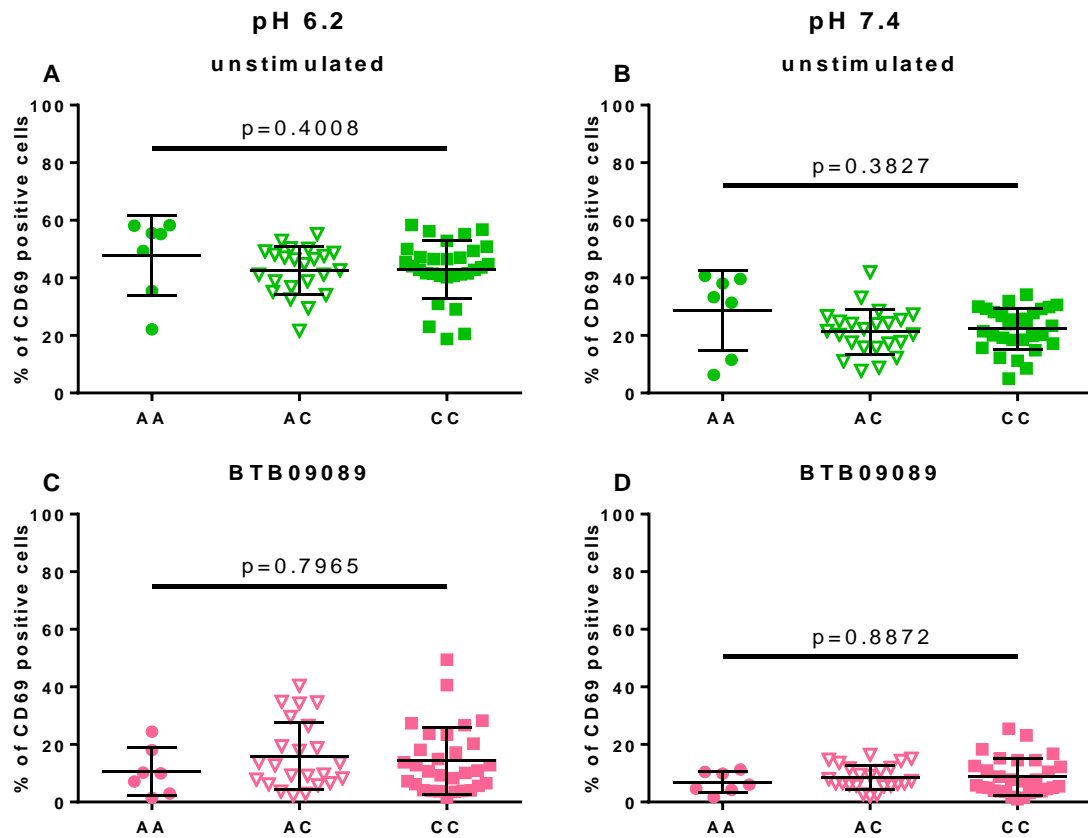 pH 6.2
pH 7.4
A
unstimulated
B
unstimulated
% of CD69 positive cells
100
80
60
40
20
0
p=0.4008
AA
AC
CC
% of CD69 positive cells
100
80
60
40
20
0
p=0.3827
AA
AC
CC
C
BTB09089
D
BTB09089
% of CD69 positive cells
100
80
60
40
20
0
p=0.7965
AA
AC
CC
% of CD69 positive cells
100
80
60
40
20
0
p=0.8872
AA
AC
CC